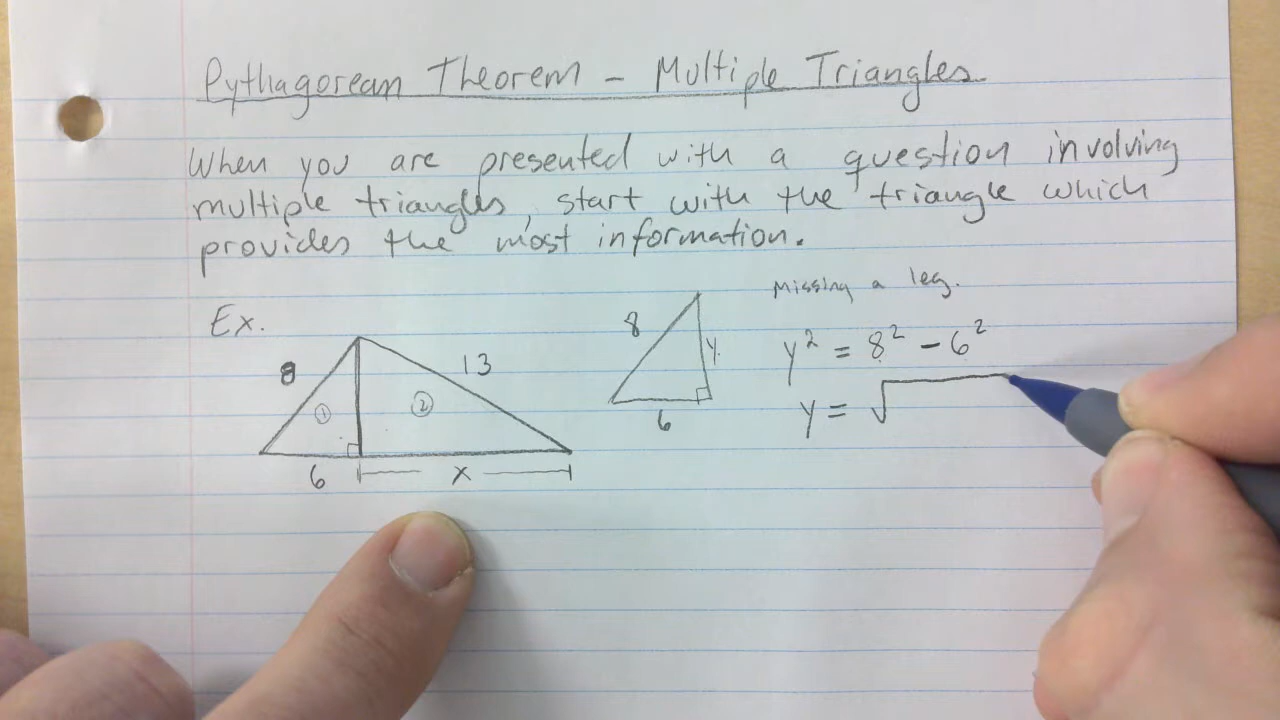 Pythagorean Theorem - Multiple Triangles
When you are presented with a question involving
multiple triangles, start with the triangle which
provides the most information.
Missing a leg.
Ex.
8 13
① ②
6 x
8 y
6
y² = 8² - 6²
y = √